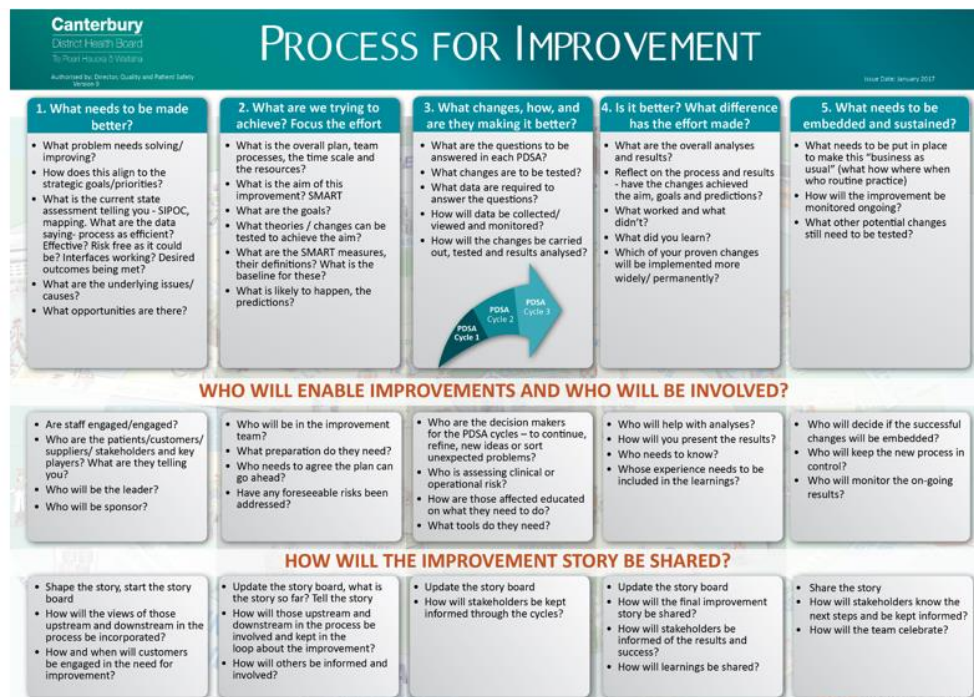 Canterbury
District Health Board
Te Poari Hauora ō Waitaha
Authorised by: Director, Quality and Patient Safety
Version 9
PROCESS FOR IMPROVEMENT
Issue Date: January 2017
1. What needs to be made
better?
• What problem needs solving/
improving?
• How does this align to the
strategic goals/priorities?
• What is the current state
assessment telling you - SIPOC,
mapping. What are the data
saying- process as efficient?
Effective? Risk free as it could
be? Interfaces working? Desired
outcomes being met?
• What are the underlying issues/
causes?
• What opportunities are there?
2. What are we trying to
achieve? Focus the effort
• What is the overall plan, team
processes, the time scale and
the resources?
• What is the aim of this
improvement? SMART
• What are the goals?
• What theories / changes can be
tested to achieve the aim?
• What are the SMART measures,
their definitions? What is the
baseline for these?
• What is likely to happen, the
predictions?
3. What changes, how, and
are they making it better?
• What are the questions to be
answered in each PDSA?
• What changes are to be tested?
• What data are required to
answer the questions?
• How will data be collected/
viewed and monitored?
• How will the changes be carried
out, tested and results analysed?
PDSA
Cycle 1
PDSA
Cycle 2
PDSA
Cycle 3
4. Is it better? What difference
has the effort made?
• What are the overall analyses
and results?
• Reflect on the process and results
- have the changes achieved
the aim, goals and predictions?
• What worked and what
didn't?
• What did you learn?
• Which of your proven changes
will be implemented more
widely/ permanently?
5. What needs to be
embedded and sustained?
• What needs to be put in place
to make this "business as
usual" (what how where when
who routine practice)
• How will the improvement be
monitored ongoing?
• What other potential changes
still need to be tested?
WHO WILL ENABLE IMPROVEMENTS AND WHO WILL BE INVOLVED?
• Are staff engaged/engaged?
• Who are the patients/customers/
suppliers/ stakeholders and key
players? What are they telling
you?
• Who will be the leader?
• Who will be sponsor?
• Who will be in the improvement
team?
• What preparation do they need?
• Who needs to agree the plan can
go ahead?
• Have any foreseeable risks been
addressed?
• Who are the decision makers
for the PDSA cycles – to continue,
refine, new ideas or sort
unexpected problems?
• Who is assessing clinical or
operational risk?
• How are those affected educated
on what they need to do?
• What tools do they need?
• Who will help with analyses?
• How will you present the results?
• Who needs to know?
• Whose experience needs to be
included in the learnings?
• Who will decide if the successful
changes will be embedded?
• Who will keep the new process in
control?
• Who will monitor the on-going
results?
HOW WILL THE IMPROVEMENT STORY BE SHARED?
• Shape the story, start the story
board
• How will the views of those
upstream and downstream in the
process be incorporated?
• How and when will customers
be engaged in the need for
improvement?
• Update the story board, what is
the story so far? Tell the story
• How will those upstream and
downstream in the process be
involved and kept in the
loop about the improvement?
• How will others be informed and
involved?
• Update the story board
• How will stakeholders be kept
informed through the cycles?
• Update the story board
• How will the final improvement
story be shared?
• How will stakeholders be
informed of the results and
success?
• How will learnings be shared?
• Share the story
• How will stakeholders know the
next steps and be kept informed?
• How will the team celebrate?